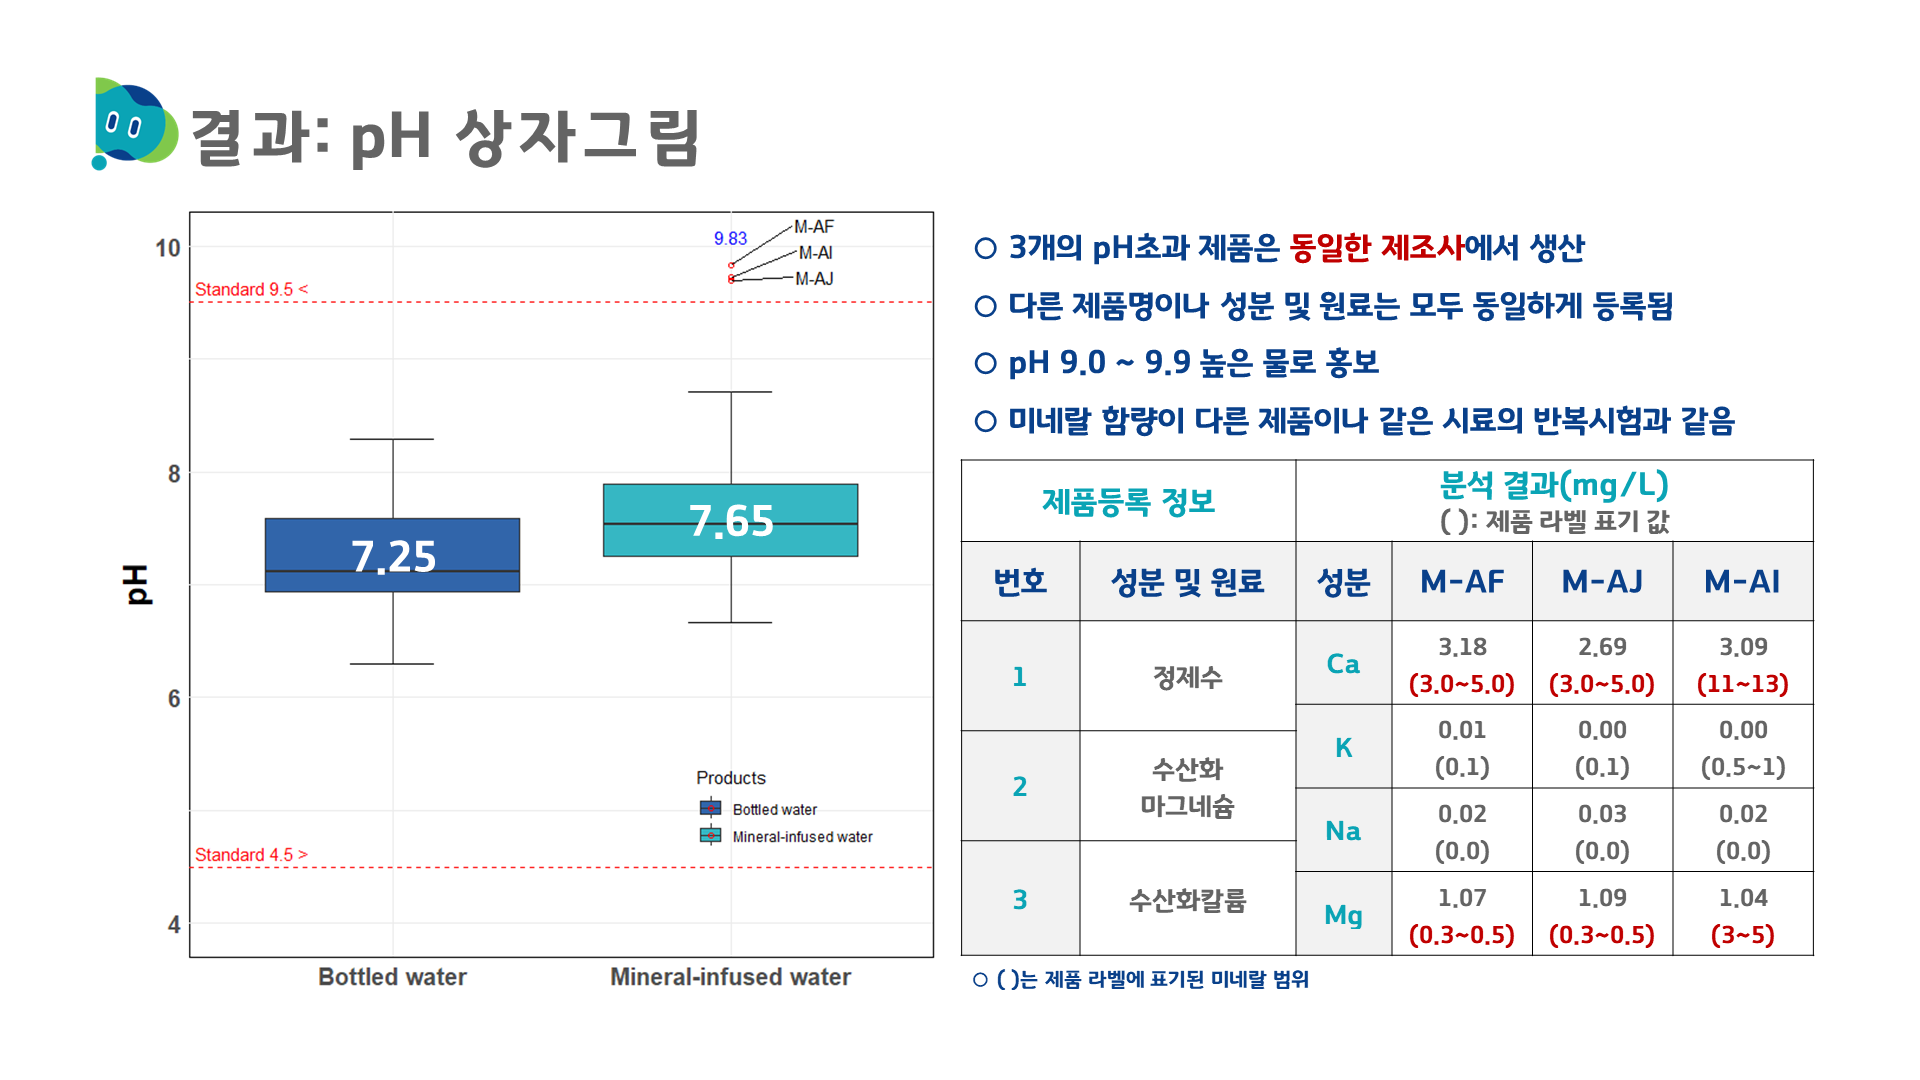 결과: pH 상자그림
10
8
6
4
pH
9.83
M-AF
M-AI
M-AJ
Standard 9.5 <
7.25
7.65
Products
Bottled water
Mineral-infused water
Standard 4.5 >
Bottled water
Mineral-infused water
○ 3개의 pH초과 제품은 동일한 제조사에서 생산
○ 다른 제품명이나 성분 및 원료는 모두 동일하게 등록됨
○ pH 9.0 ~ 9.9 높은 물로 홍보
○ 미네랄 함량이 다른 제품이나 같은 시료의 반복시험과 같음
제품등록 정보
분석 결과(mg/L)
( ): 제품 라벨 표기 값
번호 성분 및 원료 성분 M-AF M-AJ M-AI
1 정제수
2 수산화
마그네슘
3 수산화칼륨
Ca 3.18 2.69 3.09
(3.0~5.0) (3.0~5.0) (11~13)
K 0.01 0.00 0.00
(0.1) (0.1) (0.5~1)
Na 0.02 0.03 0.02
(0.0) (0.0) (0.0)
Mg 1.07 1.09 1.04
(0.3~0.5) (0.3~0.5) (3~5)
○ ( )는 제품 라벨에 표기된 미네랄 범위